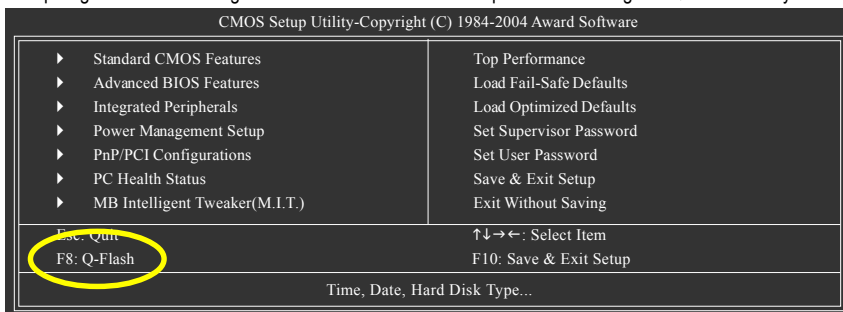 CMOS Setup Utility-Copyright (C) 1984-2004 Award Software
Standard CMOS Features
Advanced BIOS Features
Integrated Peripherals
Power Management Setup
PnP/PCI Configurations
PC Health Status
MB Intelligent Tweaker(M.I.T.)
Top Performance
Load Fail-Safe Defaults
Load Optimized Defaults
Set Supervisor Password
Set User Password
Save & Exit Setup
Exit Without Saving
Esc: Quit
↑↓→←: Select Item
F8: Q-Flash
F10: Save & Exit Setup
Time, Date, Hard Disk Type...